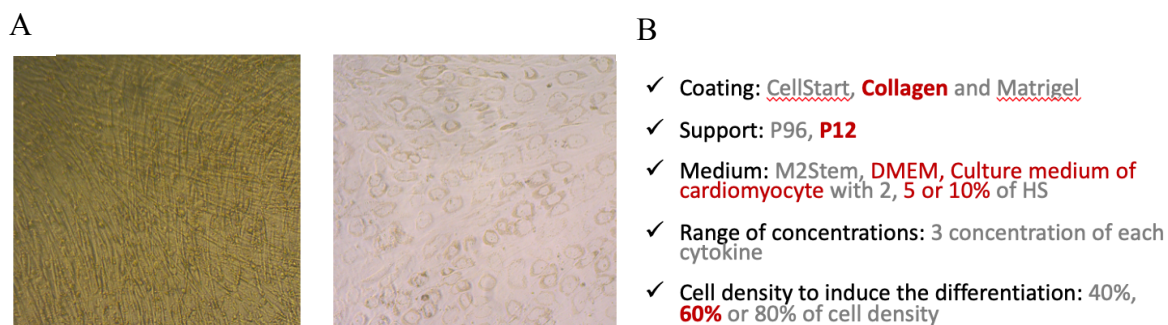 A
B
✓ Coating: CellStart, Collagen and Matrigel
✓ Support: P96, P12
✓ Medium: M2Stem, DMEM, Culture medium of
cardiomyocyte with 2, 5 or 10% of HS
✓ Range of concentrations: 3 concentration of each
cytokine
✓ Cell density to induce the differentiation: 40%,
60% or 80% of cell density